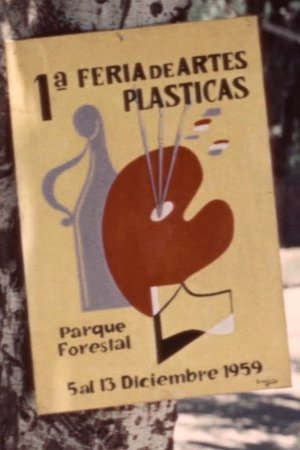 1ª FERIA DE ARTES
PLASTICAS
Parque
Forestal
5 al 13 Diciembre 1959